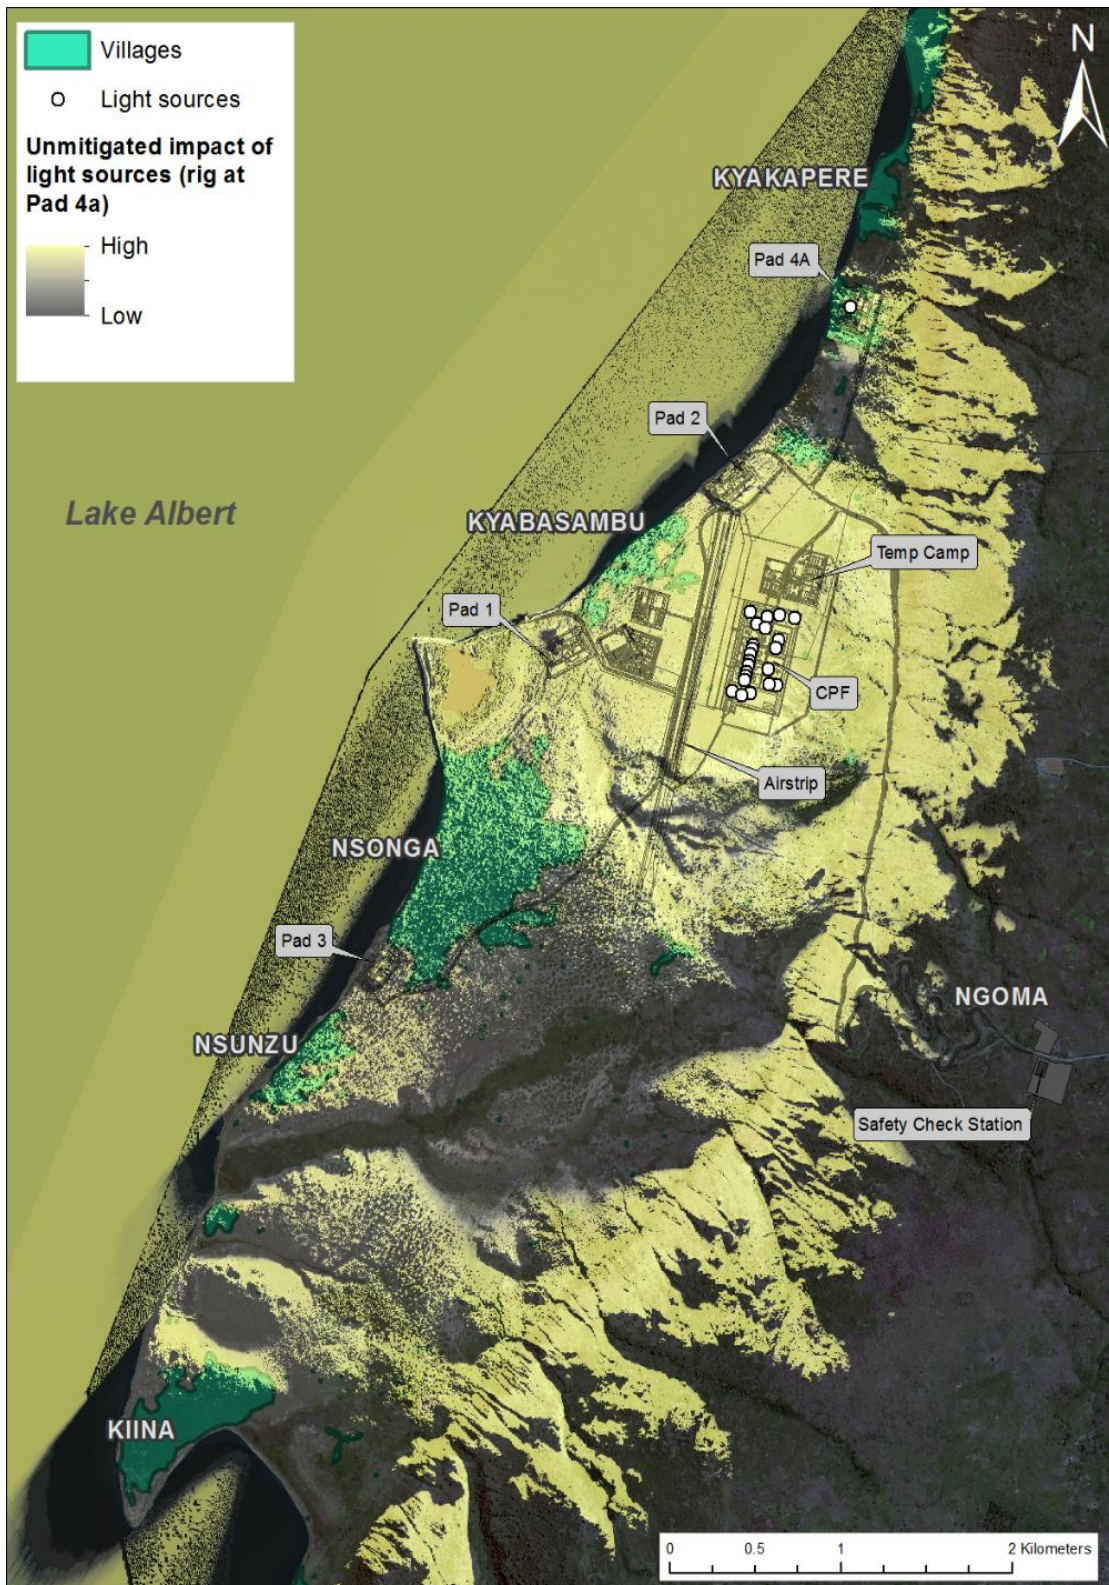 Villages
Light sources
Unmitigated impact of
light sources (rig at
Pad 4a)
High
Low
N
KYAKAPERE
Pad 4A
Pad 2
Lake Albert
KYABASAMBU
Temp Camp
Pad 1
CPF
Airstrip
NSONGA
Pad 3
NGOMA
NSUNZU
Safety Check Station
KIINA
0 0.5 1 2 Kilometers